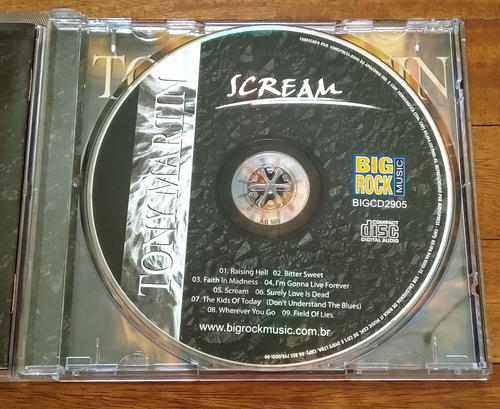 SCREAM
TONY MARTIN
BIG
ROCK
MUSIC
BIGCD2905
COMPACT
disc
DIGITAL AUDIO
AB 500
01. Raising Hell 02. Bitter Sweet
03. Faith In Madness 04. I'm Gonna Live Forever
05. Scream 06. Surely Love Is Dead
07. The Kids Of Today (Don't Understand The Blues)
08. Wherever You Go 09. Field Of Lies
www.bigrockmusic.com.br